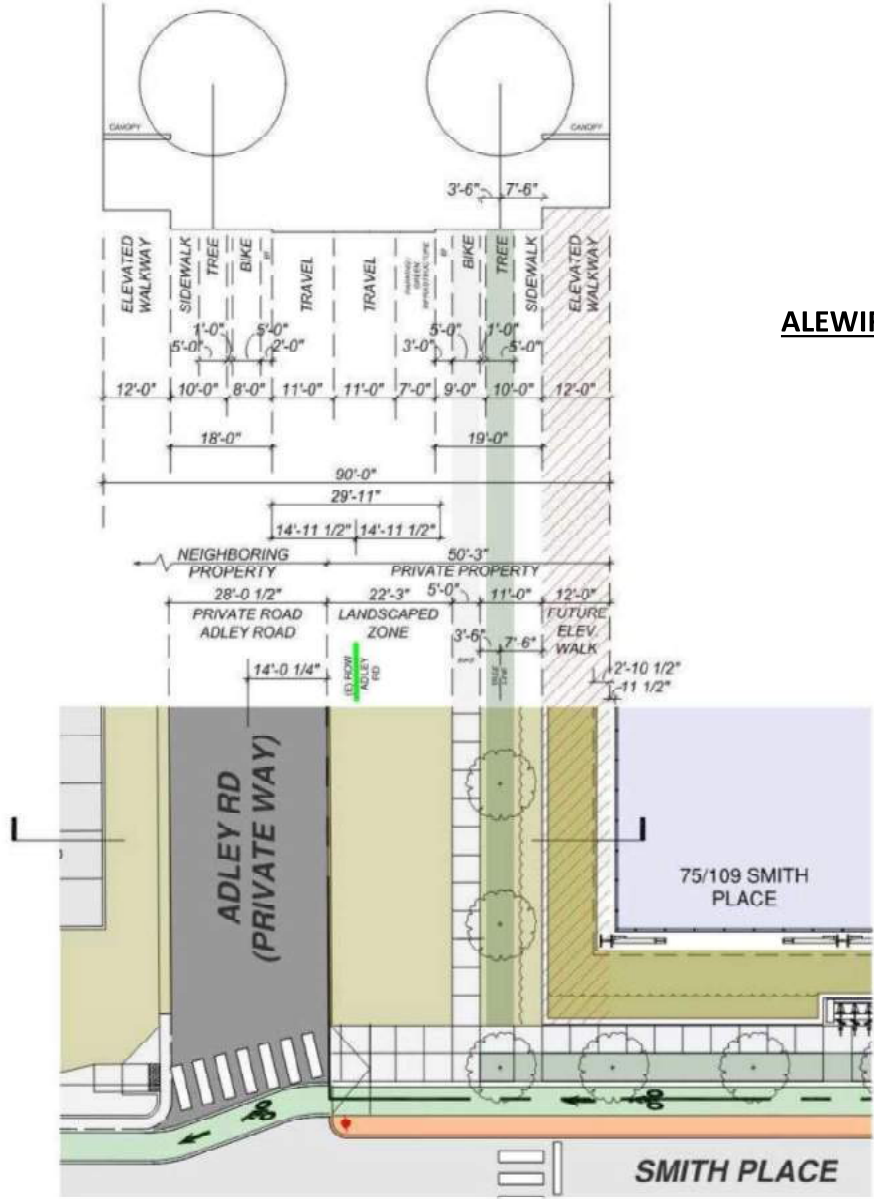 CANOPY
CANOPY
3'-6" 7'-6"
ELEVATED
WALKWAY
SIDEWALK
TREE
BIKE
TRAVEL
TRAVEL
BIKE
TREE
SIDEWALK
ELEVATED
WALKWAY
ALEWI
1'-0" 5'-0" 5'-0" 1'-0"
5'-0" 2'-0" 3'-0" 5'-0"
12'-0" 10'-0" 8'-0" 11'-0" 11'-0" 7'-0" 9'-0" 10'-0" 12'-0"
18'-0" 19'-0"
90'-0"
29'-11"
14'-11 1/2" 14'-11 1/2"
NEIGHBORING
PROPERTY
50'-3"
PRIVATE PROPERTY
28'-0 1/2" 22'-3" 5'-0" 11'-0" 12'-0"
PRIVATE ROAD
ADLEY ROAD
LANDSCAPED
ZONE
FUTURE
ELEV
WALK
3'-6" 7'-6"
14'-0 1/4"
(E) ROW
ADLEY
RD
2'-10 1/2"
11 1/2"
ADLEY RD
(PRIVATE WAY)
75/109 SMITH
PLACE
SMITH PLACE